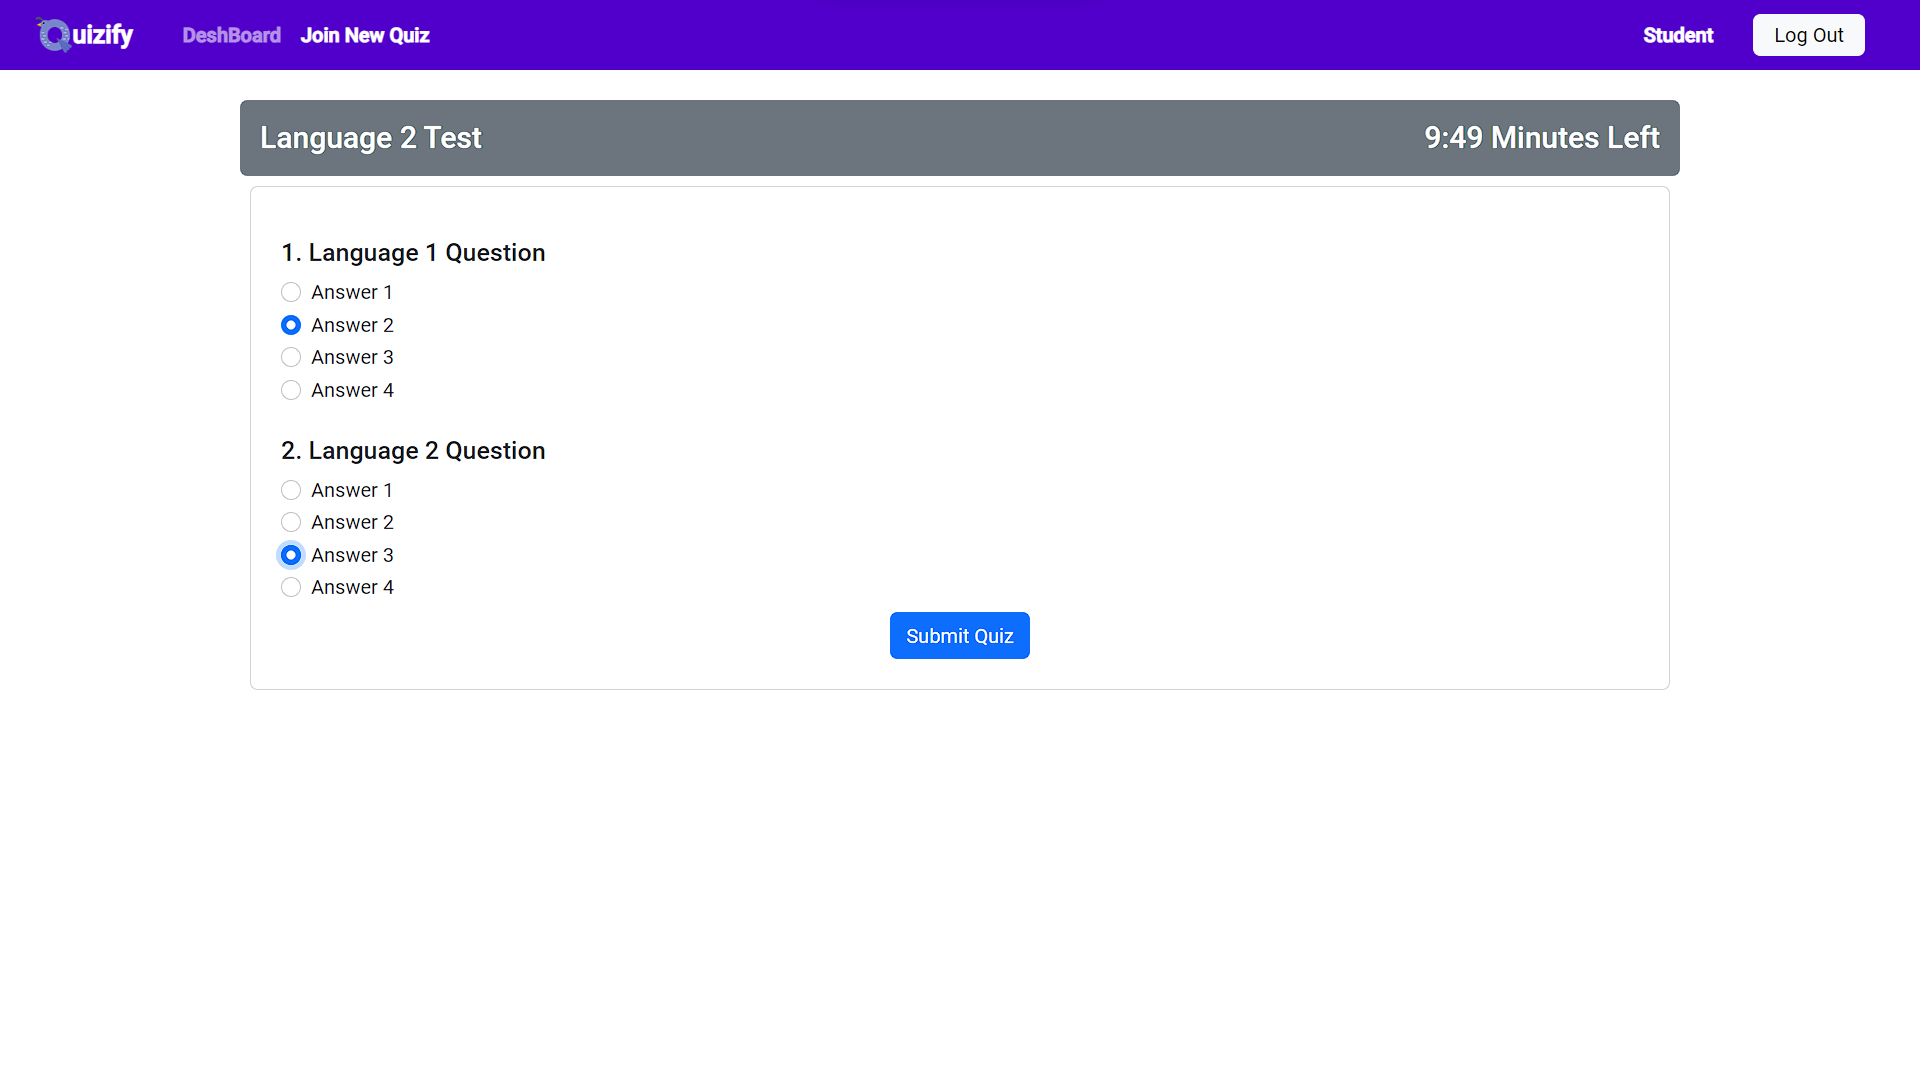 Quizify
DeshBoard
Join New Quiz
Student
Log Out
Language 2 Test
9:49 Minutes Left
1. Language 1 Question
Answer 1
Answer 2
Answer 3
Answer 4
2. Language 2 Question
Answer 1
Answer 2
Answer 3
Answer 4
Submit Quiz